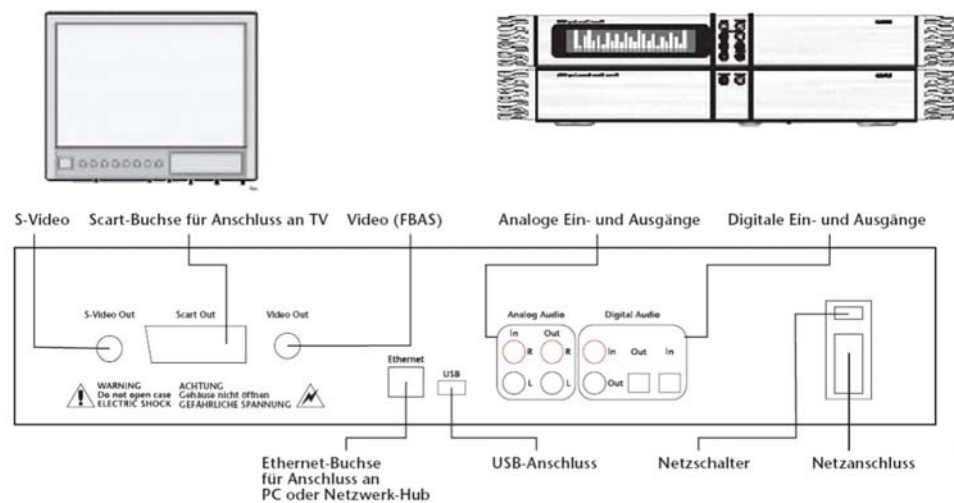 S-Video
Scart-Buchse für Anschluss an TV
Video (FBAS)
Analoge Ein- und Ausgänge
Digitale Ein- und Ausgänge
S-Video Out
Scart Out
Video Out
Analog Audio
Digital Audio
In
Out
R
R
L
L
In
Out
In
Out
Ethernet
USB
WARNING
Do not open case
ELECTRIC SHOCK
ACHTUNG
Gehäuse nicht öffnen
GEFÄHRLICHE SPANNUNG
Ethernet-Buchse
für Anschluss an
PC oder Netzwerk-Hub
USB-Anschluss
Netzschalter
Netzanschluss